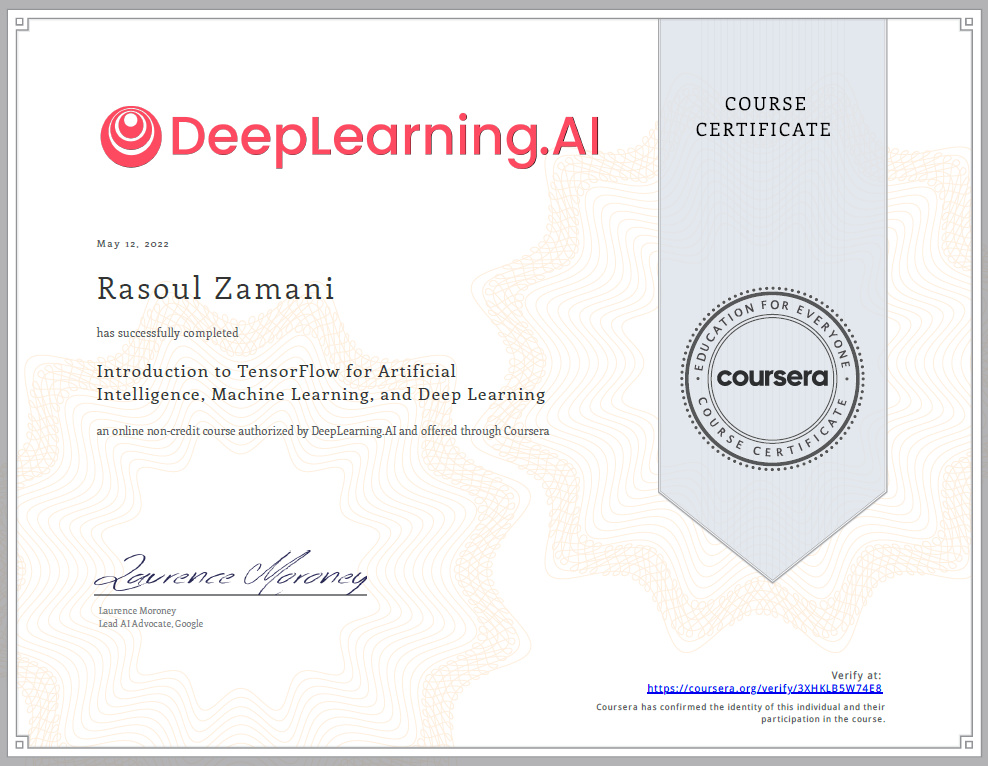 DeepLearning.AI
COURSE
CERTIFICATE
May 12, 2022
Rasoul Zamani
has successfully completed
Introduction to TensorFlow for Artificial
Intelligence, Machine Learning, and Deep Learning
an online non-credit course authorized by DeepLearning.AI and offered through Coursera
EDUCATION FOR EVERYONE
coursera
COURSE CERTIFICATE
Laurence Moroney
Laurence Moroney
Lead AI Advocate, Google
Verify at:
https://coursera.org/verify/3XHKLB5W74E8
Coursera has confirmed the identity of this individual and their
participation in the course.